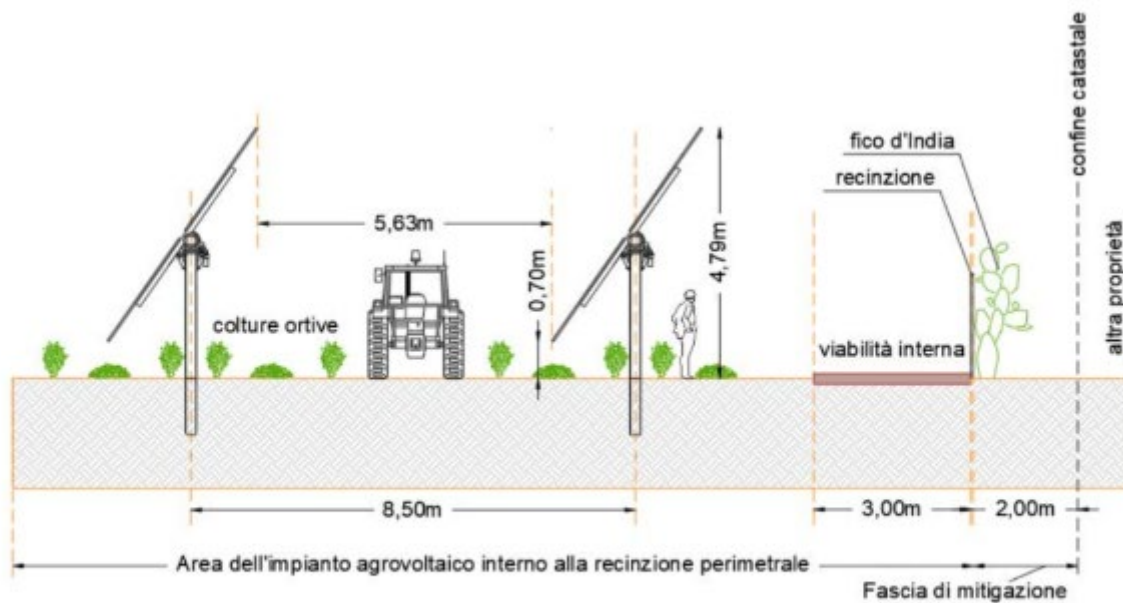 fico d'India
recinzione
confine catastale
altra proprietà
5,63m
0,70m
4,79m
colture ortive
viabilità interna
8,50m
3,00m
2,00m
Area dell'impianto agrovoltaico interno alla recinzione perimetrale
Fascia di mitigazione